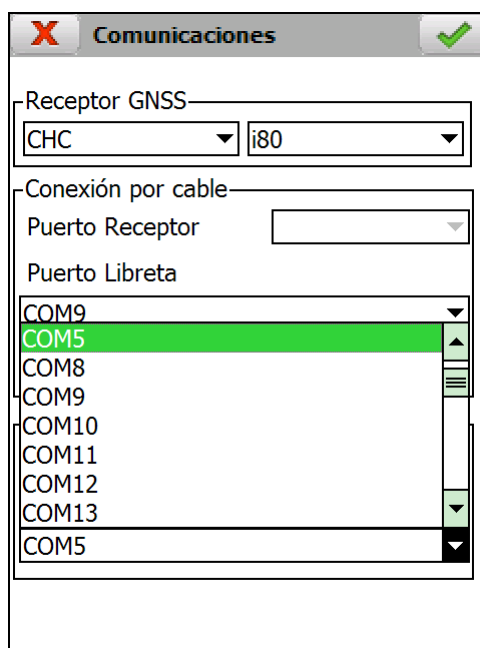 Comunicaciones
Receptor GNSS
CHC i80
Conexión por cable
Puerto Receptor
Puerto Libreta
COM9
COM5
COM8
COM9
COM10
COM11
COM12
COM13
COM5